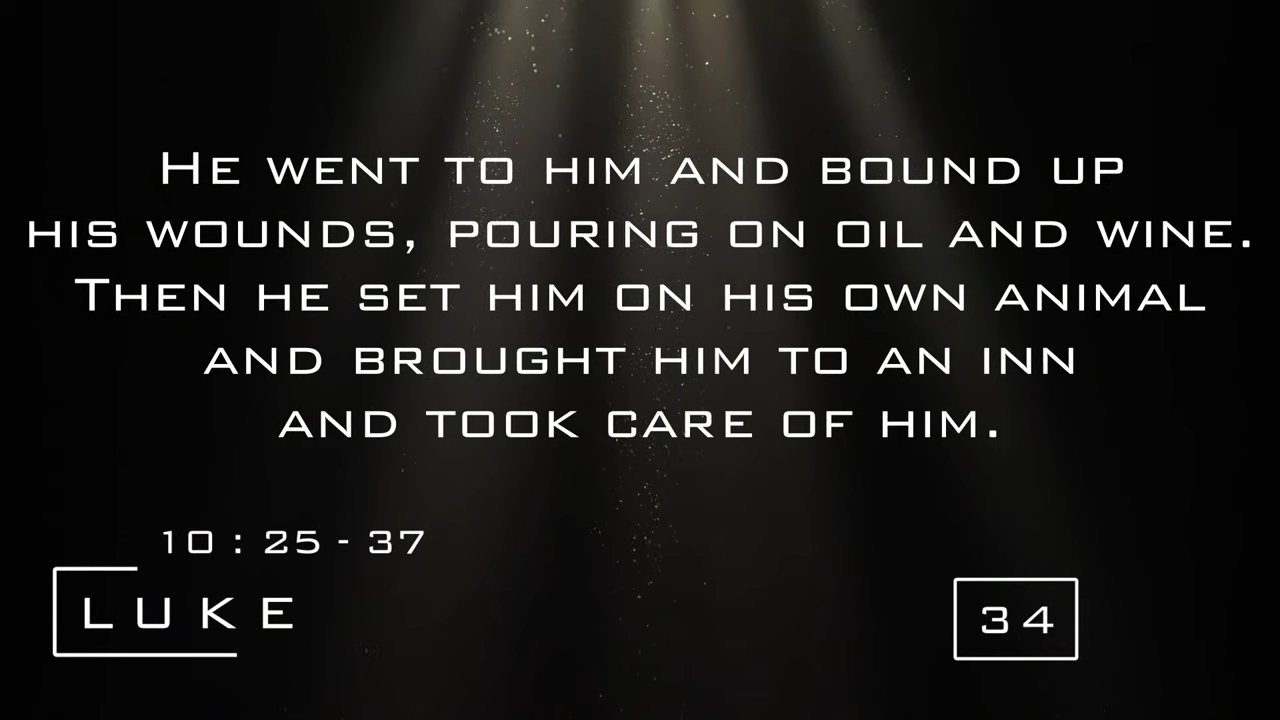 He went to him and bound up
his wounds, pouring on oil and wine.
Then he set him on his own animal
and brought him to an inn
and took care of him.
10 : 25 - 37
LUKE
34